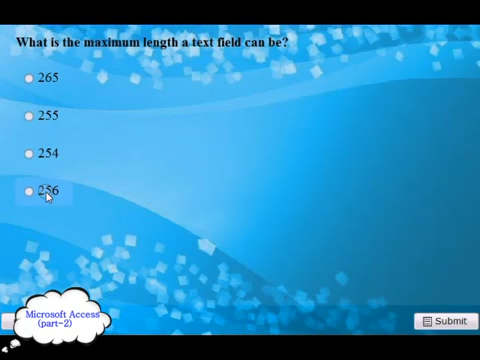 What is the maximum length a text field can be?
265
255
254
256
Microsoft Access
(part-2)
Submit